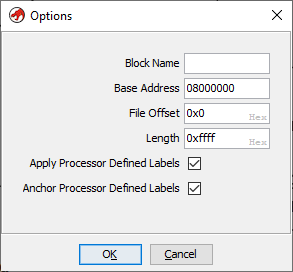 Options
Block Name
Base Address 08000000
File Offset 0x0 Hex
Length 0xffff Hex
Apply Processor Defined Labels
Anchor Processor Defined Labels
OK Cancel